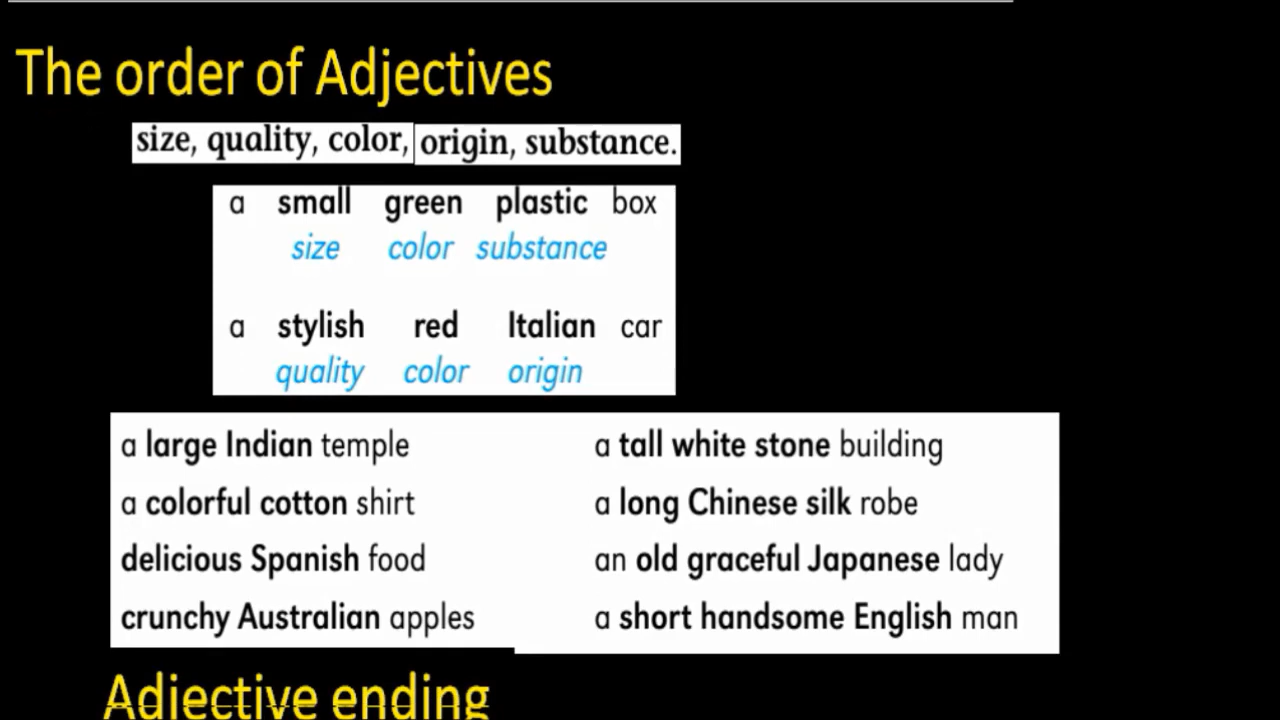 The order of Adjectives
size, quality, color, origin, substance.
a small green plastic box
size color substance
a stylish red Italian car
quality color origin
a large Indian temple
a colorful cotton shirt
delicious Spanish food
crunchy Australian apples
a tall white stone building
a long Chinese silk robe
an old graceful Japanese lady
a short handsome English man
Adjective ending